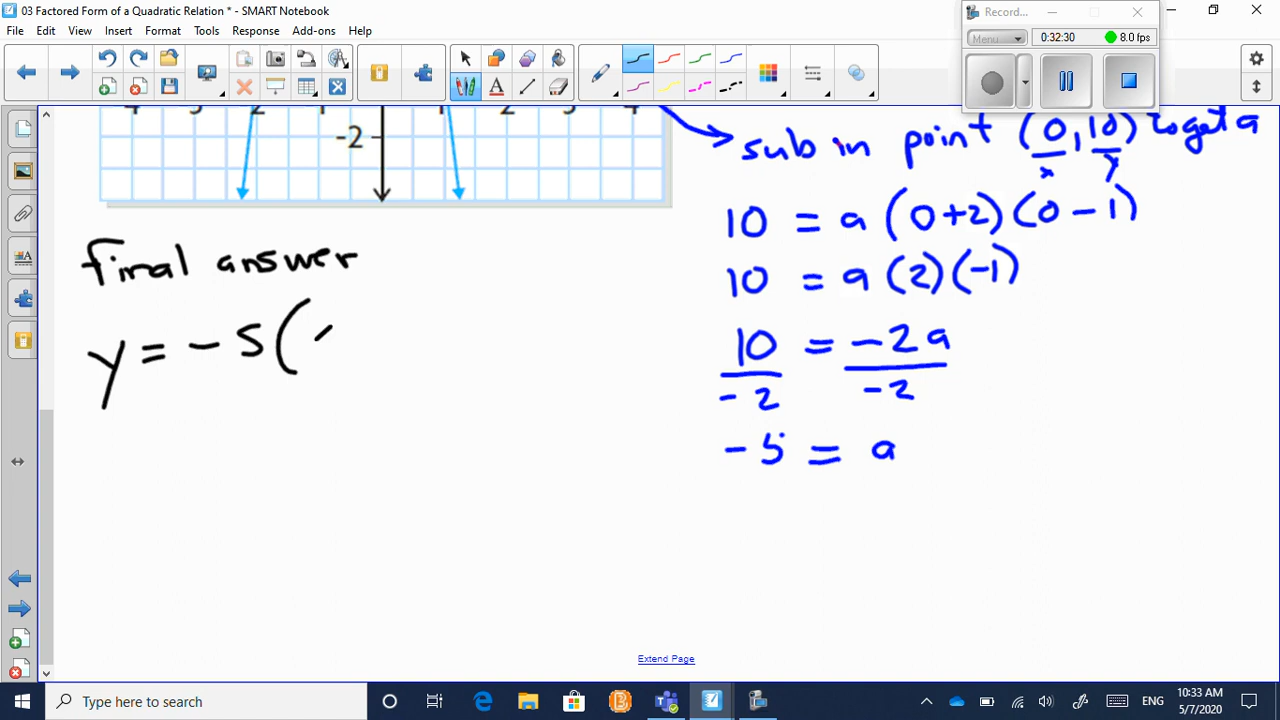 03 Factored Form of a Quadratic Relation * - SMART Notebook
Record...
File Edit View Insert Format Tools Response Add-ons Help
Menu 0:32:30 8.0 fps
-2
sub in point (0,10) to get a
x y
10 = a(0+2)(0-1)
final answer
10 = a(2)(-1)
y = -5(
10 = -2a
-2 -2
-5 = a
Extend Page
Type here to search
ENG
10:33 AM
5/7/2020